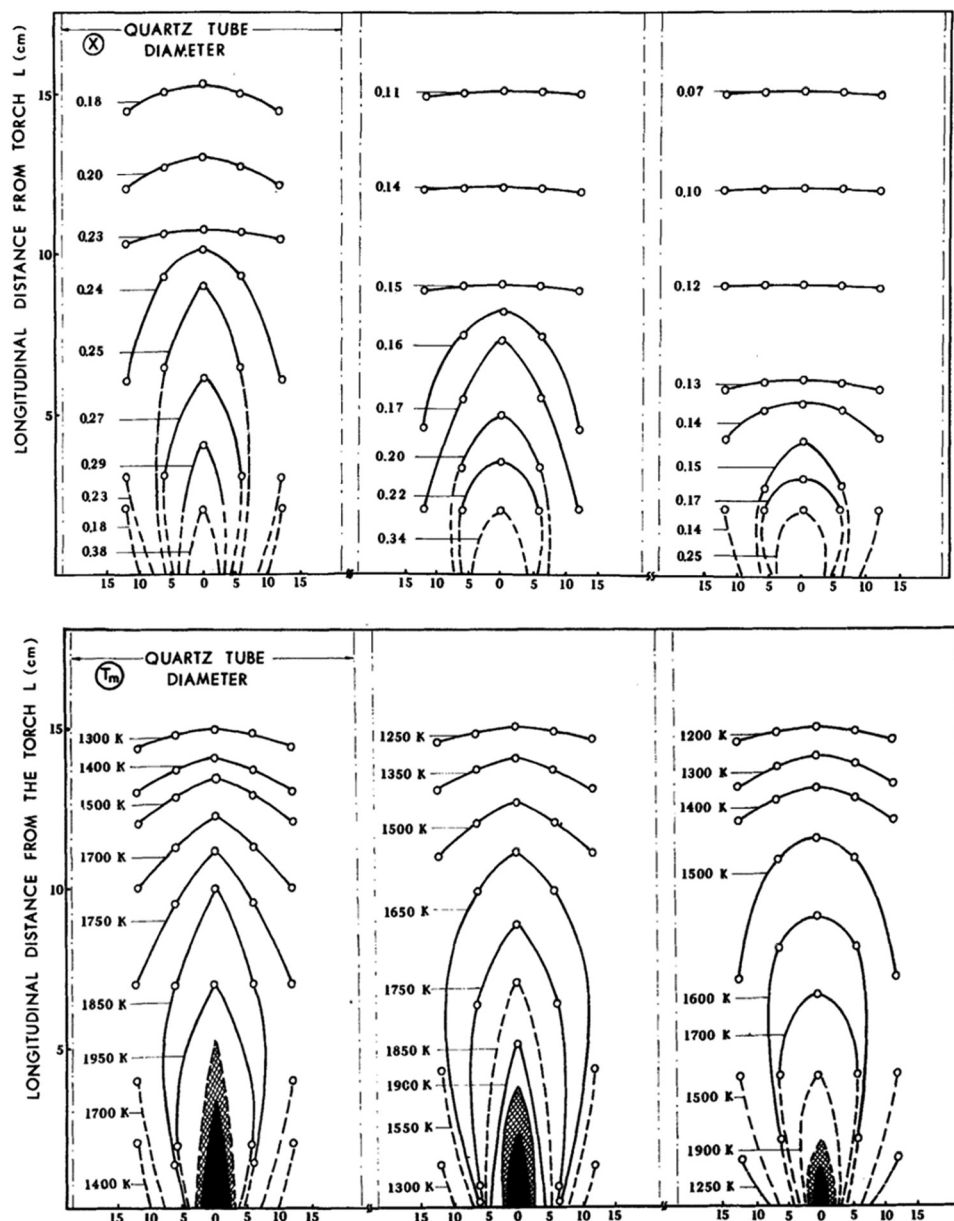 LONGITUDINAL DISTANCE FROM TORCH L (cm)
X
QUARTZ TUBE
DIAMETER
15
10
5
0.18
0.20
0.23
0.24
0.25
0.27
0.29
0.23
0.18
0.38
0.11
0.14
0.15
0.16
0.17
0.20
0.22
0.34
0.07
0.10
0.12
0.13
0.14
0.15
0.17
0.14
0.25
15 10 5 0 5 10 15
15 10 5 0 5 10 15
15 10 5 0 5 10 15
LONGITUDINAL DISTANCE FROM THE TORCH L (cm)
Tm
QUARTZ TUBE
DIAMETER
15
10
5
1300 K
1400 K
1500 K
1700 K
1750 K
1850 K
1950 K
1700 K
1400 K
1250 K
1350 K
1500 K
1650 K
1750 K
1850 K
1900 K
1550 K
1300 K
1200 K
1300 K
1400 K
1500 K
1600 K
1700 K
1500 K
1900 K
1250 K
15 10 5 0 5 10 15
15 10 5 0 5 10 15
15 10 5 0 5 10 15